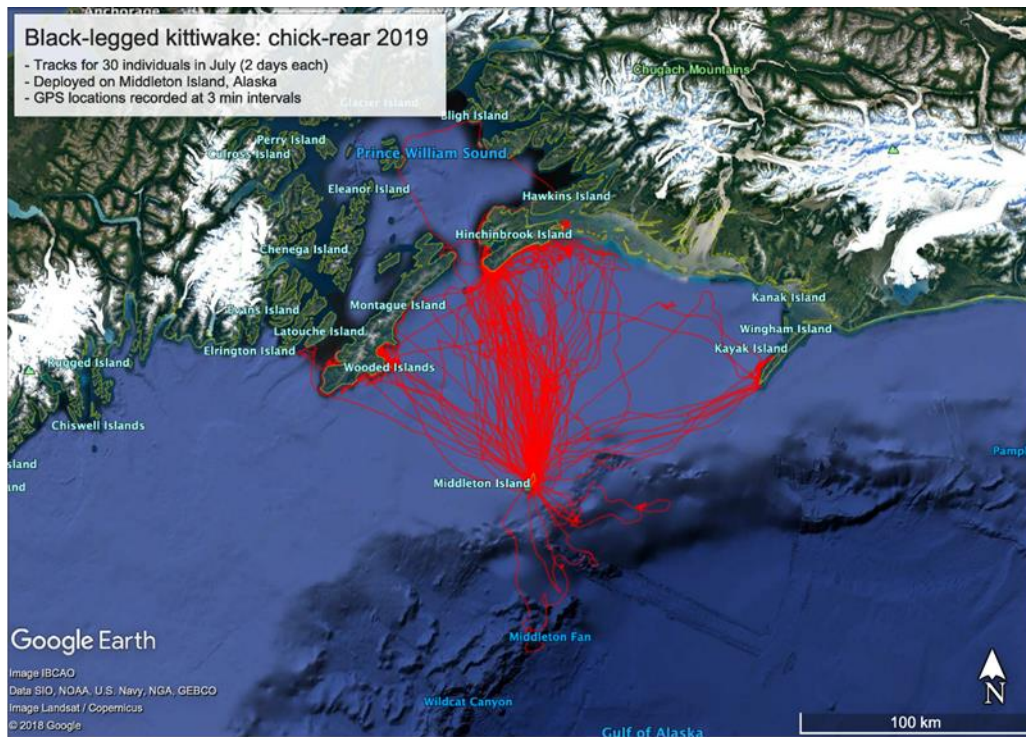 Anchorage
Black-legged kittiwake: chick-rear 2019
- Tracks for 30 individuals in July (2 days each)
- Deployed on Middleton Island, Alaska
- GPS locations recorded at 3 min intervals
Chugach Mountains
Glacier Island
Bligh Island
Perry Island
Culross Island
Prince William Sound
Eleanor Island
Hawkins Island
Hinchinbrook Island
Chenega Island
Montague Island
Kanak Island
Evans Island
Latouche Island
Wingham Island
Elrington Island
Kayak Island
Rugged Island
Wooded Islands
Chiswell Islands
Island
and
Pamp
Middleton Island
Google Earth
Middleton Fan
Image IBCAO
Data SIO, NOAA, U.S. Navy, NGA, GEBCO
Image Landsat / Copernicus
© 2018 Google
Wildcat Canyon
Gulf of Alaska
N
100 km